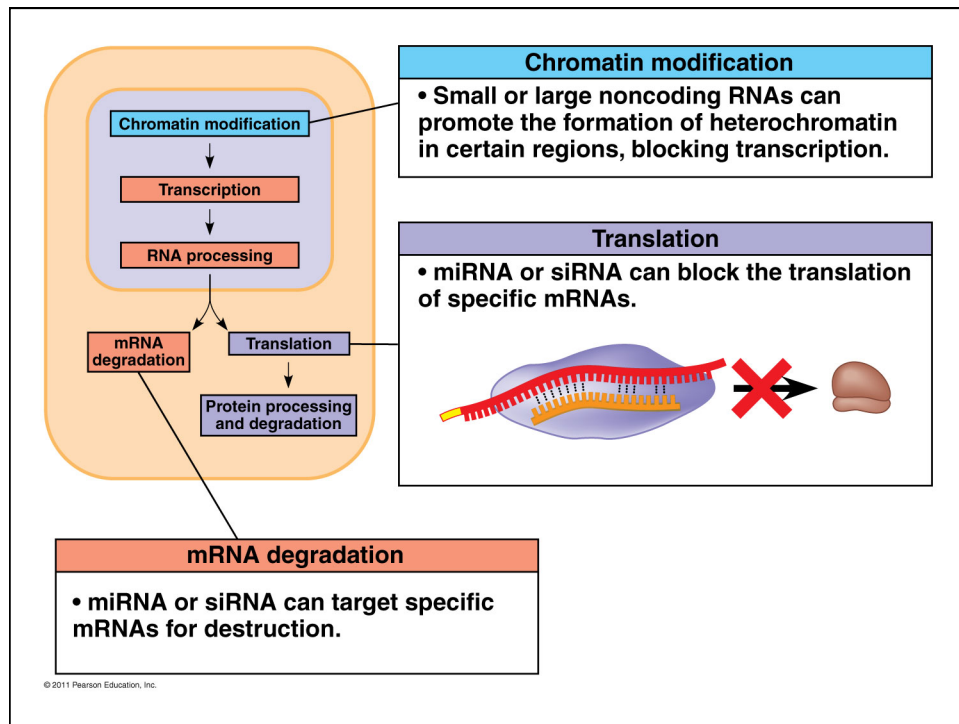 Chromatin modification
• Small or large noncoding RNAs can
promote the formation of heterochromatin
in certain regions, blocking transcription.
Chromatin modification
Transcription
RNA processing
mRNA
degradation
Translation
Protein processing
and degradation
Translation
• miRNA or siRNA can block the translation
of specific mRNAs.
mRNA degradation
• miRNA or siRNA can target specific
mRNAs for destruction.
© 2011 Pearson Education, Inc.